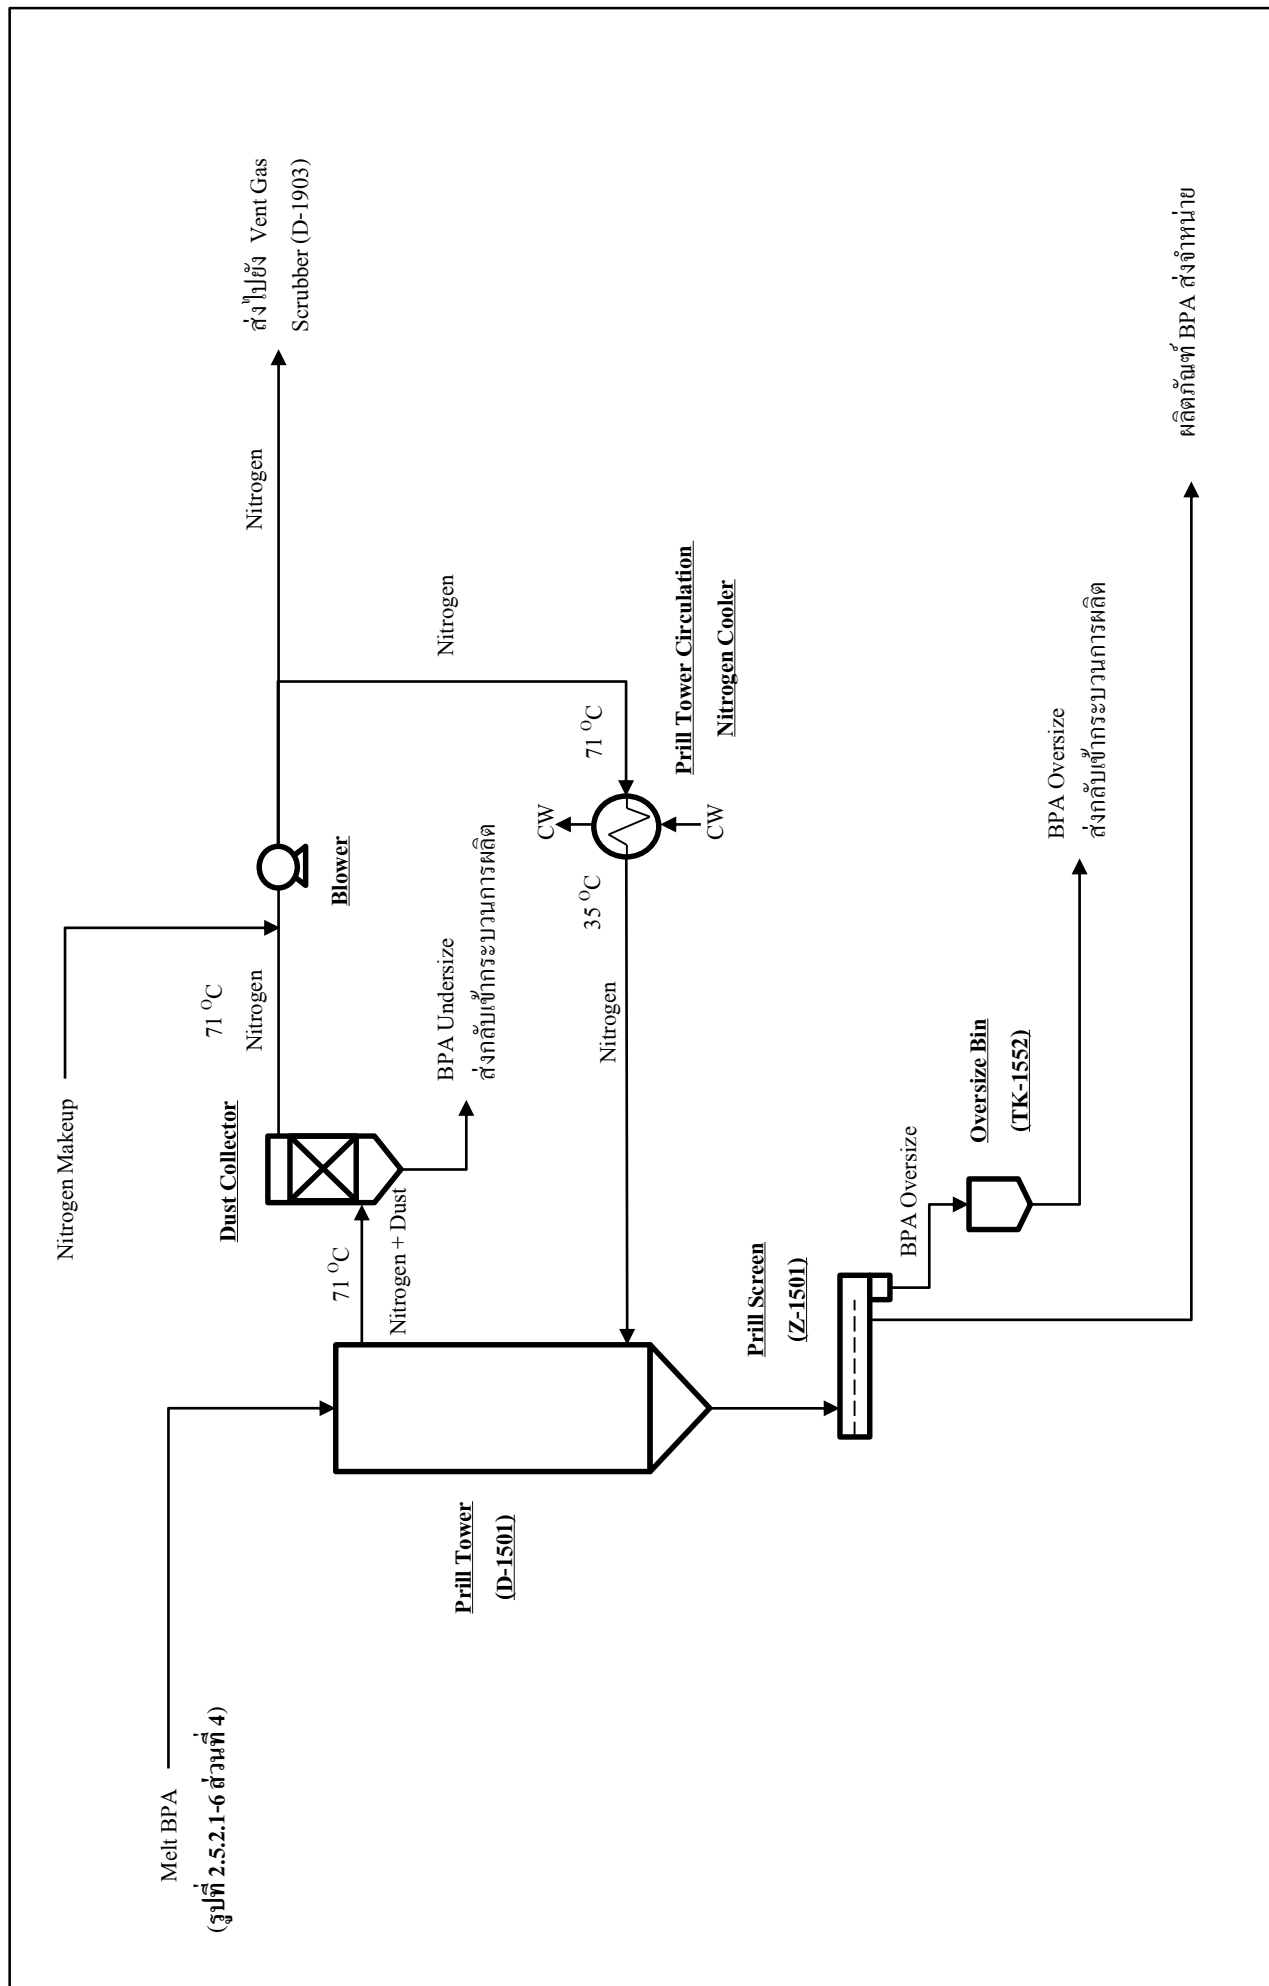 Melt BPA
(รูปที่ 2.5.2.1-6 ส่วนที่ 4)
Nitrogen Makeup
Prill Tower
(D-1501)
71 °C
Nitrogen + Dust
Dust Collector
71 °C
Nitrogen
BPA Undersize
ส่งกลับเข้ากระบวนการผลิต
Blower
Nitrogen
ส่งไปยัง Vent Gas
Scrubber (D-1903)
Nitrogen
71 °C
CW
CW
35 °C
Nitrogen
Prill Tower Circulation
Nitrogen Cooler
Prill Screen
(Z-1501)
BPA Oversize
Oversize Bin
(TK-1552)
BPA Oversize
ส่งกลับเข้ากระบวนการผลิต
ผลิตภัณฑ์ BPA ส่งจำหน่าย